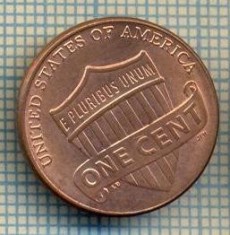 UNITED STATES OF AMERICA
E PLURIBUS UNUM
ONE CENT